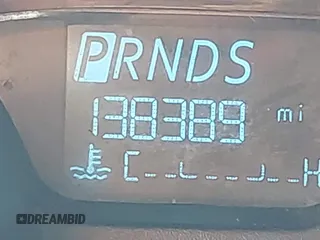 PRNDS
138389 mi
C H
DREAMBID